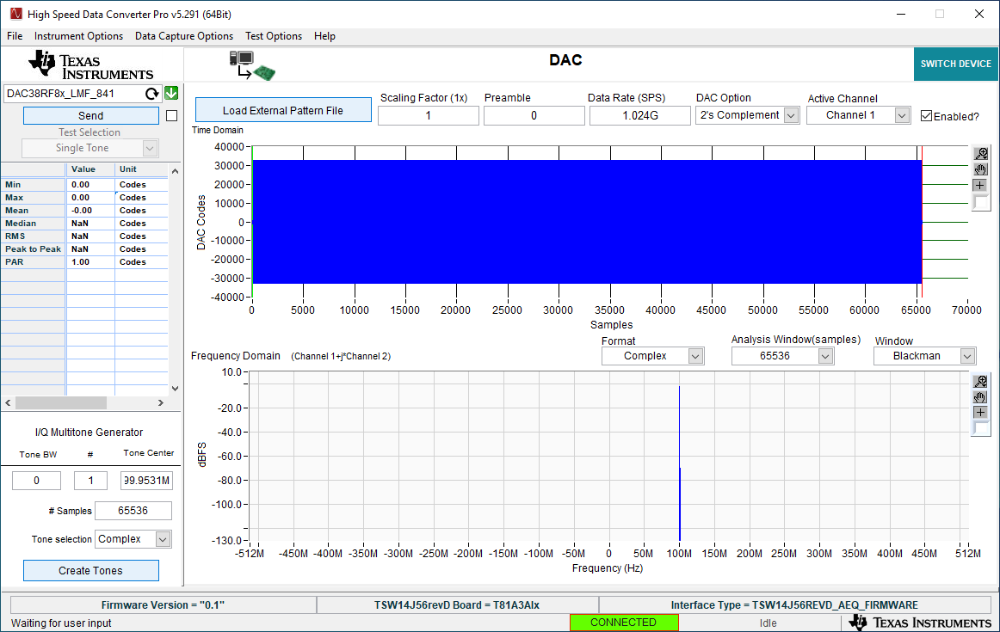 High Speed Data Converter Pro v5.291 (64Bit)
File Instrument Options Data Capture Options Test Options Help
TEXAS INSTRUMENTS
DAC
SWITCH DEVICE
DAC38RF8x_LMF_841
Send
Test Selection
Single Tone
Value Unit
Min 0.00 Codes
Max 0.00 Codes
Mean -0.00 Codes
Median NaN Codes
RMS NaN Codes
Peak to Peak NaN Codes
PAR 1.00 Codes
I/Q Multitone Generator
Tone BW # Tone Center
0 1 99.9531M
# Samples 65536
Tone selection Complex
Create Tones
Load External Pattern File
Scaling Factor (1x) Preamble Data Rate (SPS) DAC Option Active Channel
1 0 1.024G 2's Complement Channel 1 Enabled?
Time Domain
40000
30000
20000
10000
0
-10000
-20000
-30000
-40000
DAC Codes
0 5000 10000 15000 20000 25000 30000 35000 40000 45000 50000 55000 60000 65000 70000
Samples
Format Analysis Window(samples) Window
Complex 65536 Blackman
Frequency Domain (Channel 1+j*Channel 2)
10.0
-20.0
-40.0
-60.0
-80.0
-100.0
-130.0
dBFS
-512M -450M -400M -350M -300M -250M -200M -150M -100M -50M 0 50M 100M 150M 200M 250M 300M 350M 400M 450M 512M
Frequency (Hz)
Firmware Version = "0.1" TSW14J56revD Board = T81A3Alx Interface Type = TSW14J56REVD_AEQ_FIRMWARE
Waiting for user input CONNECTED Idle TEXAS INSTRUMENTS